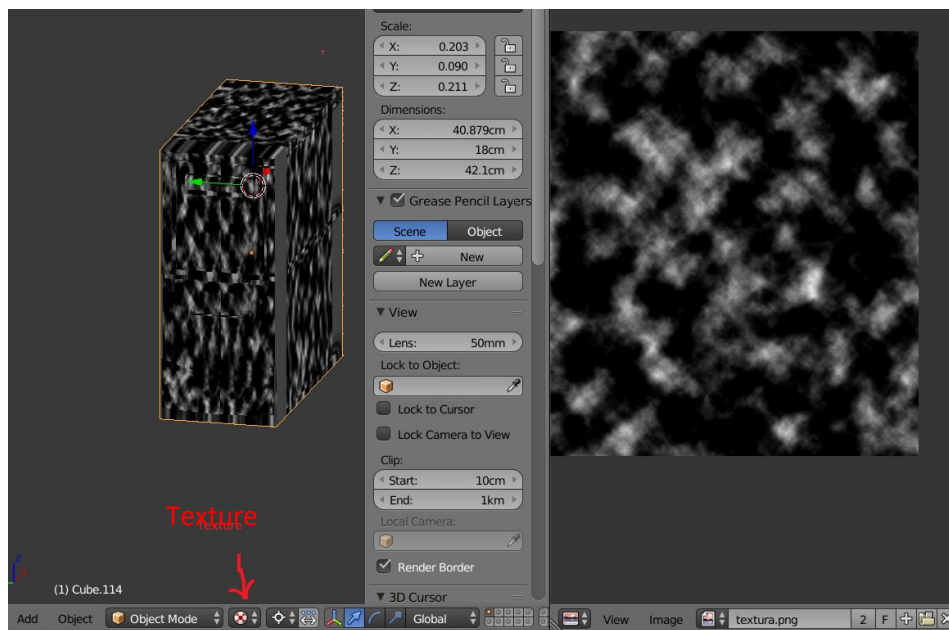 Scale:
X: 0.203
Y: 0.090
Z: 0.211
Dimensions:
X: 40.879cm
Y: 18cm
Z: 42.1cm
Grease Pencil Layers
Scene Object
New
New Layer
View
Lens: 50mm
Lock to Object:
Lock to Cursor
Lock Camera to View
Clip:
Start: 10cm
End: 1km
Local Camera:
Render Border
3D Cursor
Texture
Texture
z
(1) Cube.114
Add Object Object Mode Global View Image textura.png 2 F